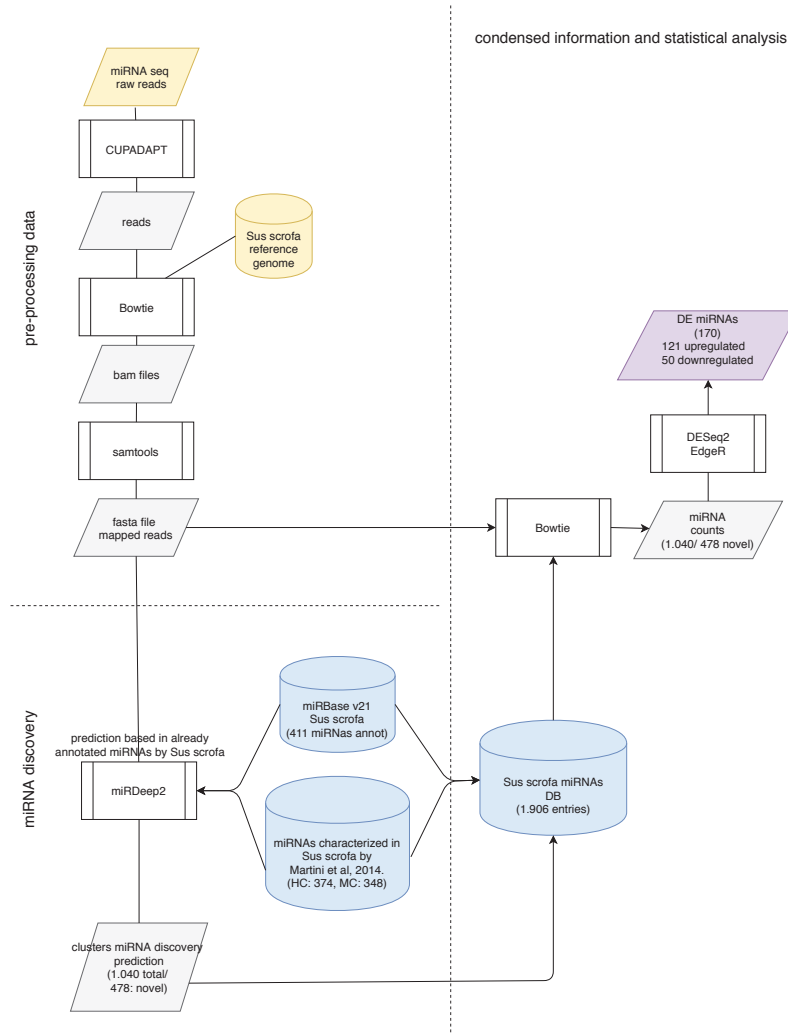 condensed information and statistical analysis
miRNA seq
raw reads
CUPADAPT
reads
Sus scrofa
reference
genome
pre-processing data
Bowtie
bam files
samtools
fasta file
mapped reads
DE miRNAs
(170)
121 upregulated
50 downregulated
DESeq2
EdgeR
Bowtie
miRNA
counts
(1.040/ 478 novel)
miRNA discovery
prediction based in already
annotated miRNAs by Sus scrofa
miRDeep2
miRBase v21
Sus scrofa
(411 miRNas annot)
miRNAs characterized in
Sus scrofa by
Martini et al, 2014.
(HC: 374, MC: 348)
Sus scrofa miRNAs
DB
(1.906 entries)
clusters miRNA discovery
prediction
(1.040 total/
478: novel)